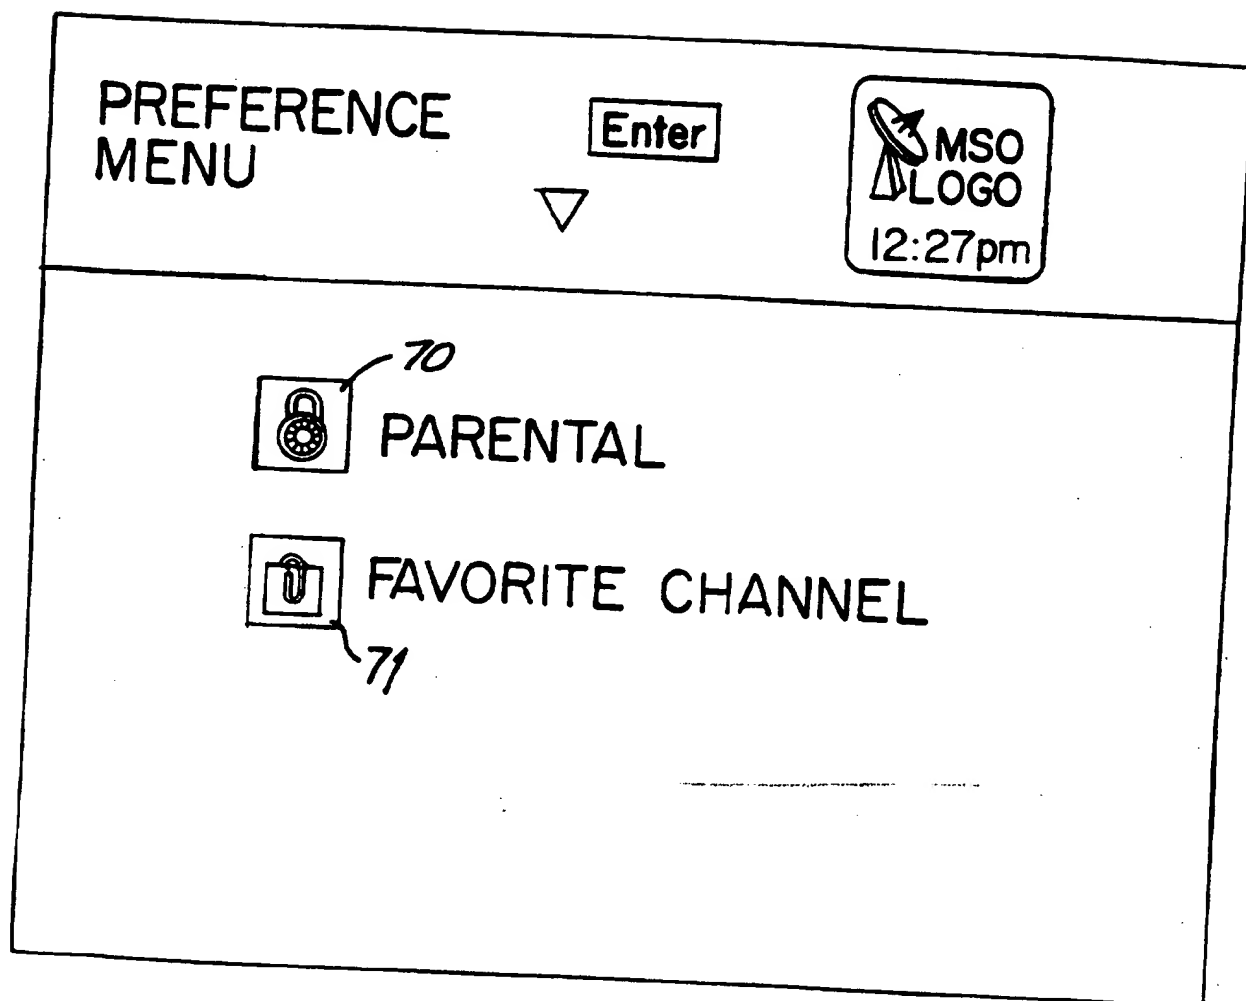 PREFERENCE
MENU
Enter
MSO
LOGO
12:27pm
70
PARENTAL
FAVORITE CHANNEL
71